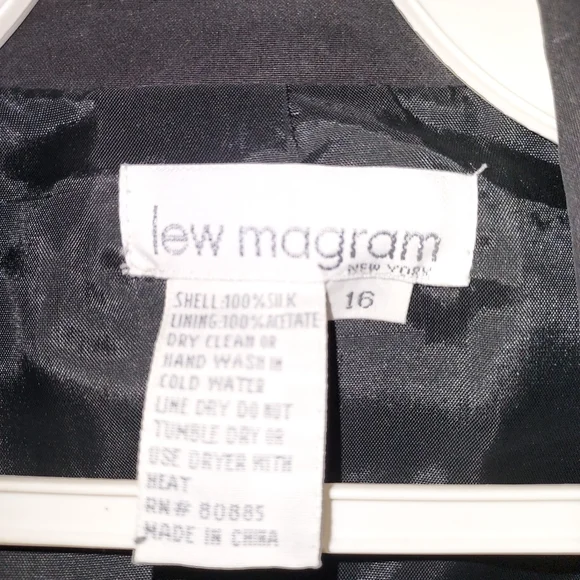 lew magram
NEW YORK
16
SHELL:100%SILK
LINING:100%ACETATE
DRY CLEAN OR
HAND WASH IN
COLD WATER
LINE DRY DO NOT
TUMBLE DRY OR
USE DRYER WITH
HEAT
RN# 80885
MADE IN CHINA